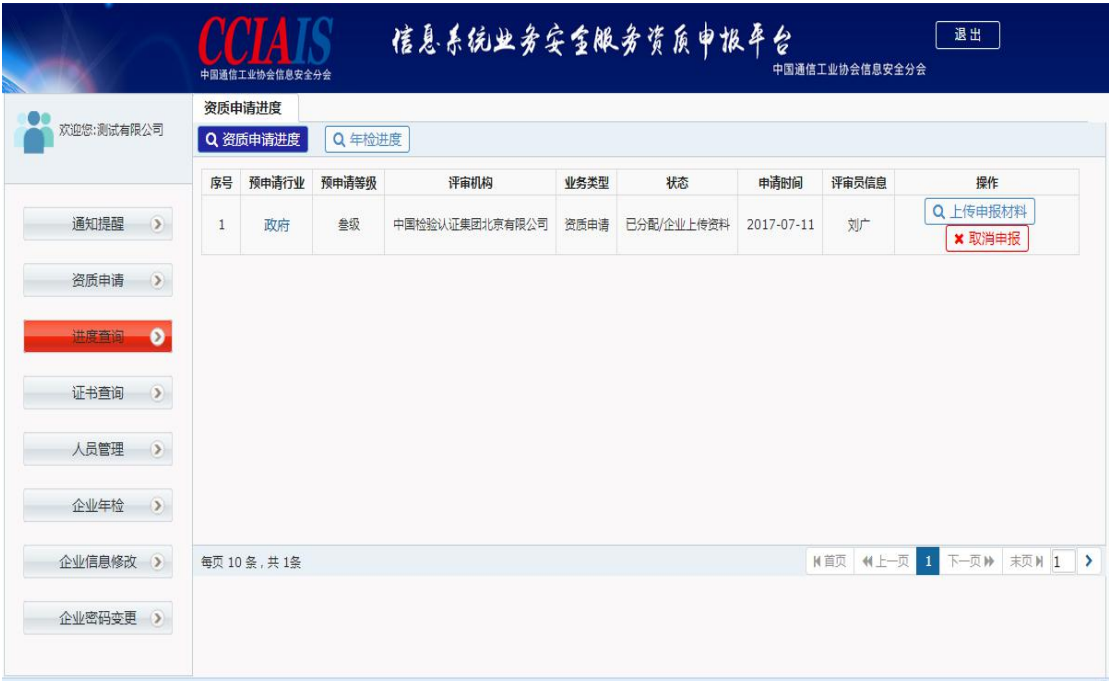 CCIAIS
中国通信工业协会信息安全分会
信息系统业务安全服务资质申报平台
中国通信工业协会信息安全分会
退出
欢迎您:测试有限公司
通知提醒
资质申请
进度查询
证书查询
人员管理
企业年检
企业信息修改
企业密码变更
资质申请进度
资质申请进度 年检进度
序号 预申请行业 预申请等级 评审机构 业务类型 状态 申请时间 评审员信息 操作
1 政府 叁级 中国检验认证集团北京有限公司 资质申请 已分配/企业上传资料 2017-07-11 刘广 上传申报材料
取消申报
每页 10 条 , 共 1条 首页 上一页 1 下一页 末页 1